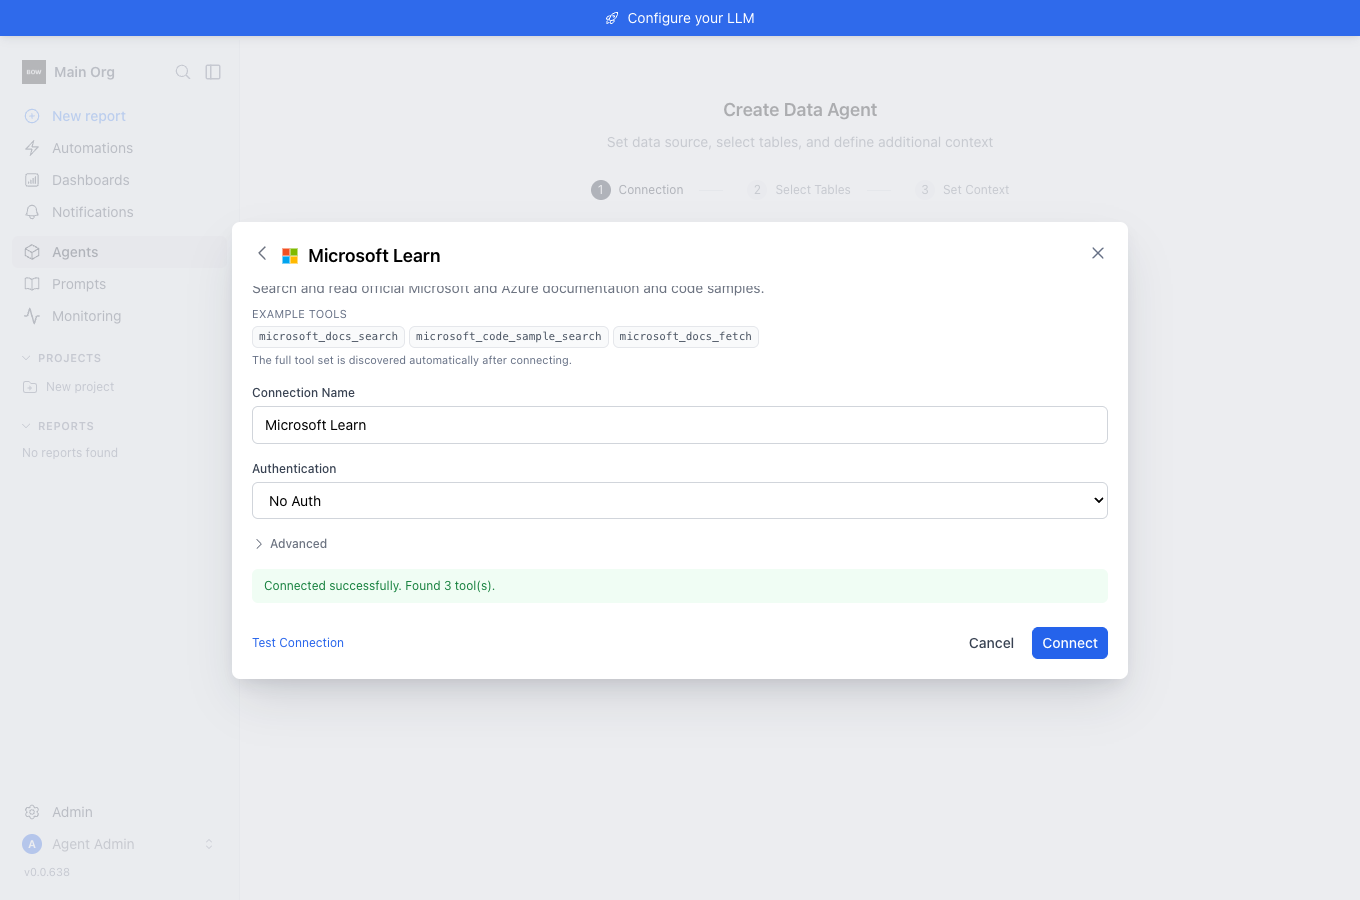 Configure your LLM
BOW
Main Org
New report
Automations
Dashboards
Notifications
Agents
Prompts
Monitoring
PROJECTS
New project
REPORTS
No reports found
Admin
A
Agent Admin
v0.0.638
Create Data Agent
Set data source, select tables, and define additional context
1 Connection
2 Select Tables
3 Set Context
Microsoft Learn
Search and read official Microsoft and Azure documentation and code samples.
EXAMPLE TOOLS
microsoft_docs_search microsoft_code_sample_search microsoft_docs_fetch
The full tool set is discovered automatically after connecting.
Connection Name
Microsoft Learn
Authentication
No Auth
Advanced
Connected successfully. Found 3 tool(s).
Test Connection
Cancel
Connect